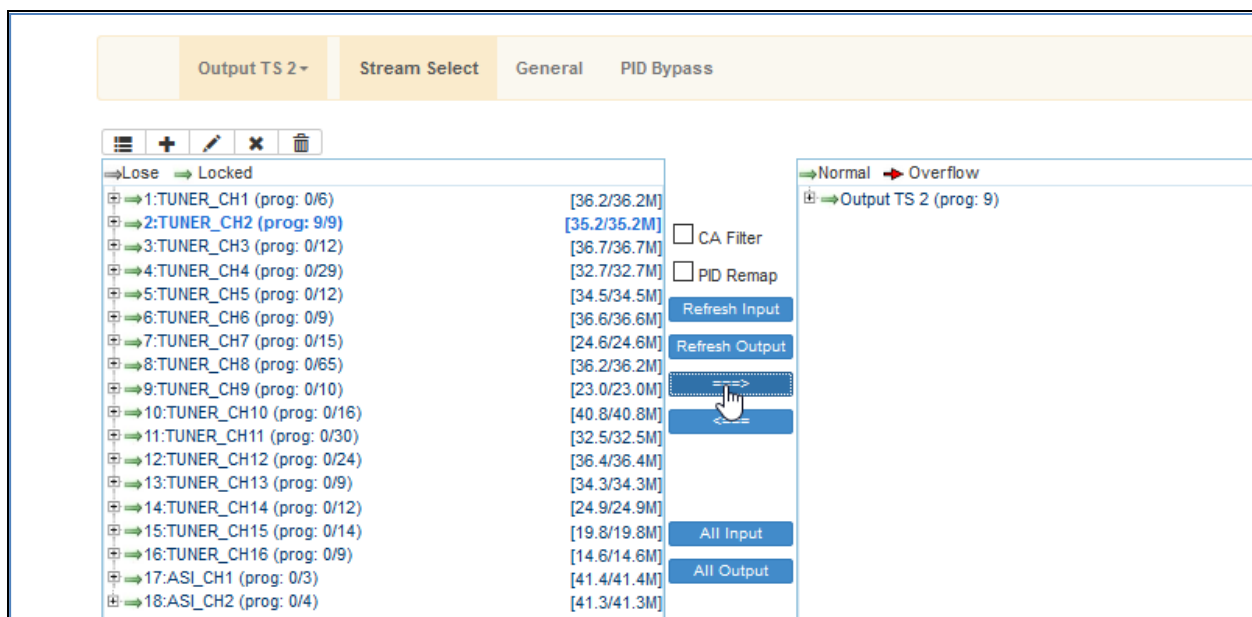 Output TS 2 Stream Select General PID Bypass
Lose Locked
1:TUNER_CH1 (prog: 0/6) [36.2/36.2M]
2:TUNER_CH2 (prog: 9/9) [35.2/35.2M]
3:TUNER_CH3 (prog: 0/12) [36.7/36.7M]
4:TUNER_CH4 (prog: 0/29) [32.7/32.7M]
5:TUNER_CH5 (prog: 0/12) [34.5/34.5M]
6:TUNER_CH6 (prog: 0/9) [36.6/36.6M]
7:TUNER_CH7 (prog: 0/15) [24.6/24.6M]
8:TUNER_CH8 (prog: 0/65) [36.2/36.2M]
9:TUNER_CH9 (prog: 0/10) [23.0/23.0M]
10:TUNER_CH10 (prog: 0/16) [40.8/40.8M]
11:TUNER_CH11 (prog: 0/30) [32.5/32.5M]
12:TUNER_CH12 (prog: 0/24) [36.4/36.4M]
13:TUNER_CH13 (prog: 0/9) [34.3/34.3M]
14:TUNER_CH14 (prog: 0/12) [24.9/24.9M]
15:TUNER_CH15 (prog: 0/14) [19.8/19.8M]
16:TUNER_CH16 (prog: 0/9) [14.6/14.6M]
17:ASI_CH1 (prog: 0/3) [41.4/41.4M]
18:ASI_CH2 (prog: 0/4) [41.3/41.3M]
CA Filter
PID Remap
Refresh Input
Refresh Output
===>
<===
All Input
All Output
Normal Overflow
Output TS 2 (prog: 9)